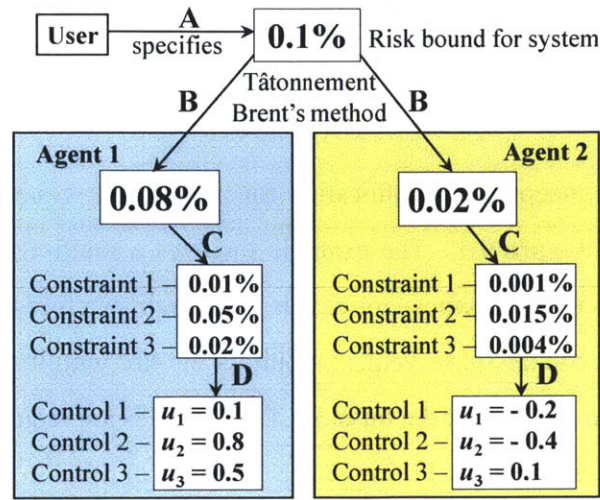 A
User
specifies
0.1%
Risk bound for system
B
Tâtonnement
Brent's method
B
Agent 1
0.08%
C
Constraint 1 – 0.01%
Constraint 2 – 0.05%
Constraint 3 – 0.02%
D
Control 1 – u₁ = 0.1
Control 2 – u₂ = 0.8
Control 3 – u₃ = 0.5
Agent 2
0.02%
C
Constraint 1 – 0.001%
Constraint 2 – 0.015%
Constraint 3 – 0.004%
D
Control 1 – u₁ = - 0.2
Control 2 – u₂ = - 0.4
Control 3 – u₃ = 0.1